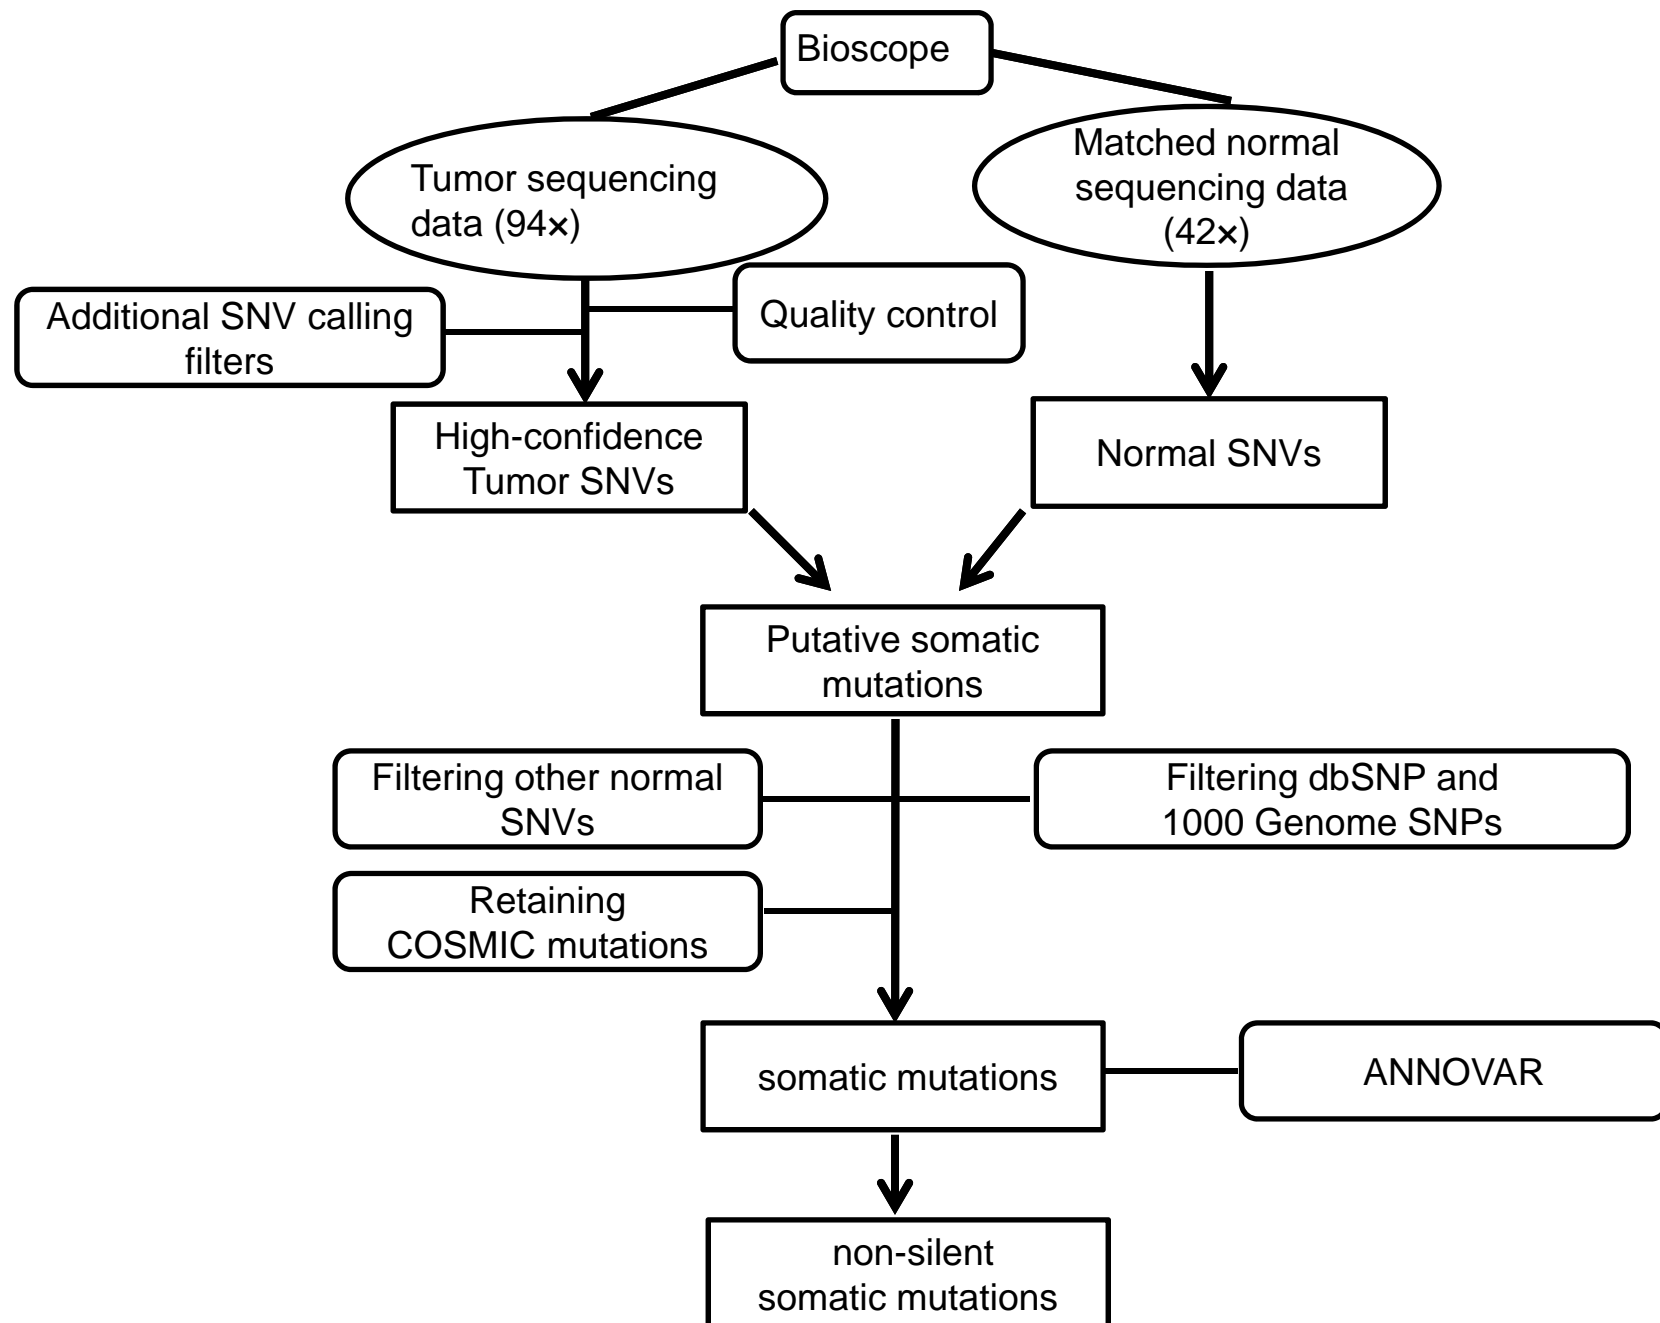 Bioscope
Tumor sequencing
data (94×)
Matched normal
sequencing data
(42×)
Additional SNV calling
filters
Quality control
High-confidence
Tumor SNVs
Normal SNVs
Putative somatic
mutations
Filtering other normal
SNVs
Filtering dbSNP and
1000 Genome SNPs
Retaining
COSMIC mutations
somatic mutations
ANNOVAR
non-silent
somatic mutations